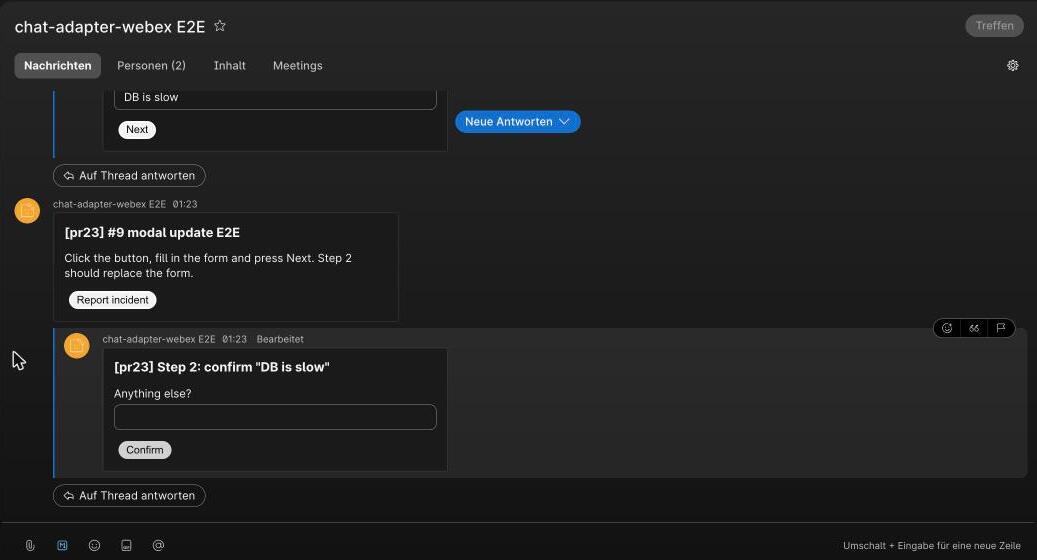 chat-adapter-webex E2E
Treffen
Nachrichten
Personen (2)
Inhalt
Meetings
DB is slow
Next
Neue Antworten
Auf Thread antworten
chat-adapter-webex E2E 01:23
[pr23] #9 modal update E2E
Click the button, fill in the form and press Next. Step 2
should replace the form.
Report incident
chat-adapter-webex E2E 01:23 Bearbeitet
[pr23] Step 2: confirm "DB is slow"
Anything else?
Confirm
Auf Thread antworten
Umschalt + Eingabe für eine neue Zeile